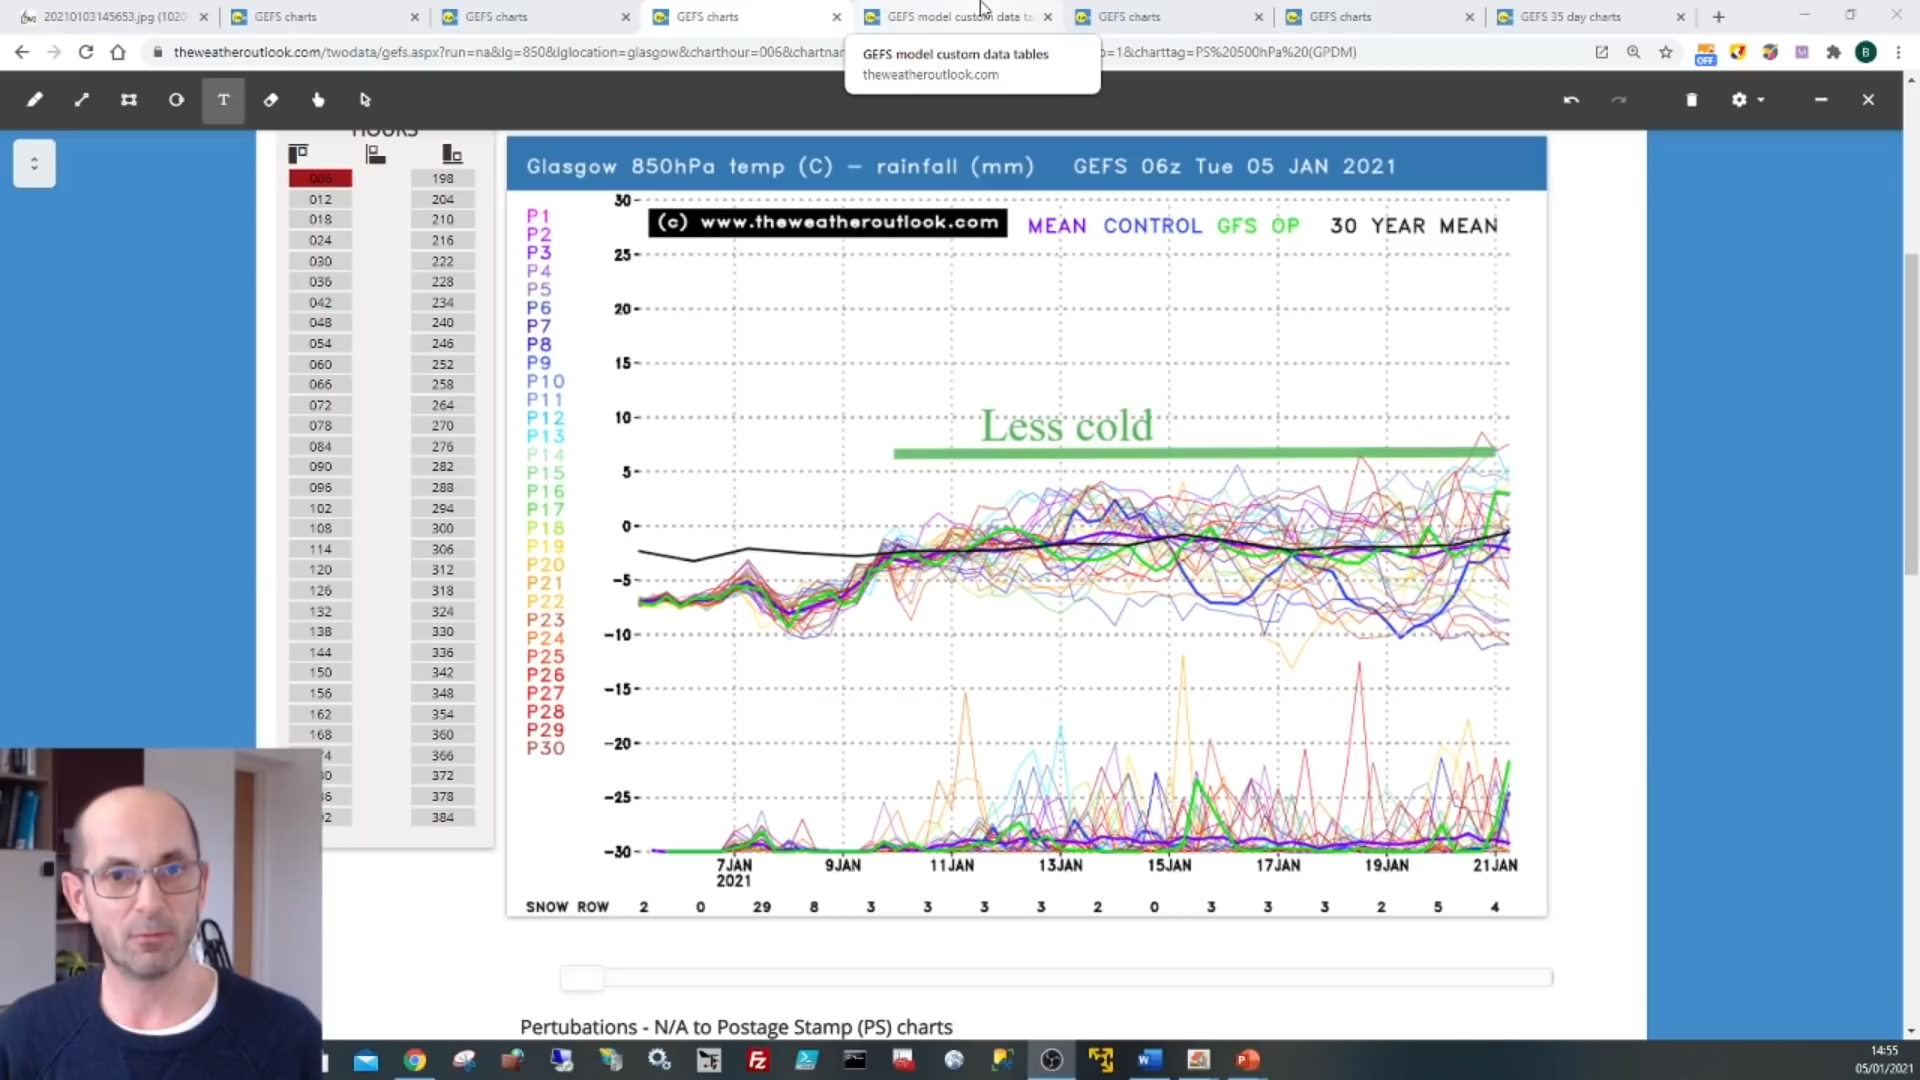 20210103145653.jpg (1020
GEFS charts
GEFS charts
GEFS charts
GEFS model custom data ta
GEFS charts
GEFS charts
GEFS 35 day charts
theweatheroutlook.com/twodata/gefs.aspx?run=na&lg=850&lglocation=glasgow&charthour=006&chartnar
=1&charttag=PS%20500hPa%20(GPDM)
OFF
B
GEFS model custom data tables
theweatheroutlook.com
T
HOURS
006 198
012 204
018 210
024 216
030 222
036 228
042 234
048 240
054 246
060 252
066 258
072 264
078 270
084 276
090 282
096 288
102 294
108 300
114 306
120 312
126 318
132 324
138 330
144 336
150 342
156 348
162 354
168 360
74 366
80 372
86 378
92 384
Glasgow 850hPa temp (C) – rainfall (mm) GEFS 06z Tue 05 JAN 2021
(c) www.theweatheroutlook.com MEAN CONTROL GFS OP 30 YEAR MEAN
P1
P2
P3
P4
P5
P6
P7
P8
P9
P10
P11
P12
P13
P14
P15
P16
P17
P18
P19
P20
P21
P22
P23
P24
P25
P26
P27
P28
P29
P30
30
25
20
15
10
5
0
-5
-10
-15
-20
-25
-30
Less cold
7JAN 9JAN 11JAN 13JAN 15JAN 17JAN 19JAN 21JAN
2021
SNOW ROW 2 0 29 8 3 3 3 3 2 0 3 3 3 2 5 4
Pertubations - N/A to Postage Stamp (PS) charts
14:55
05/01/2021